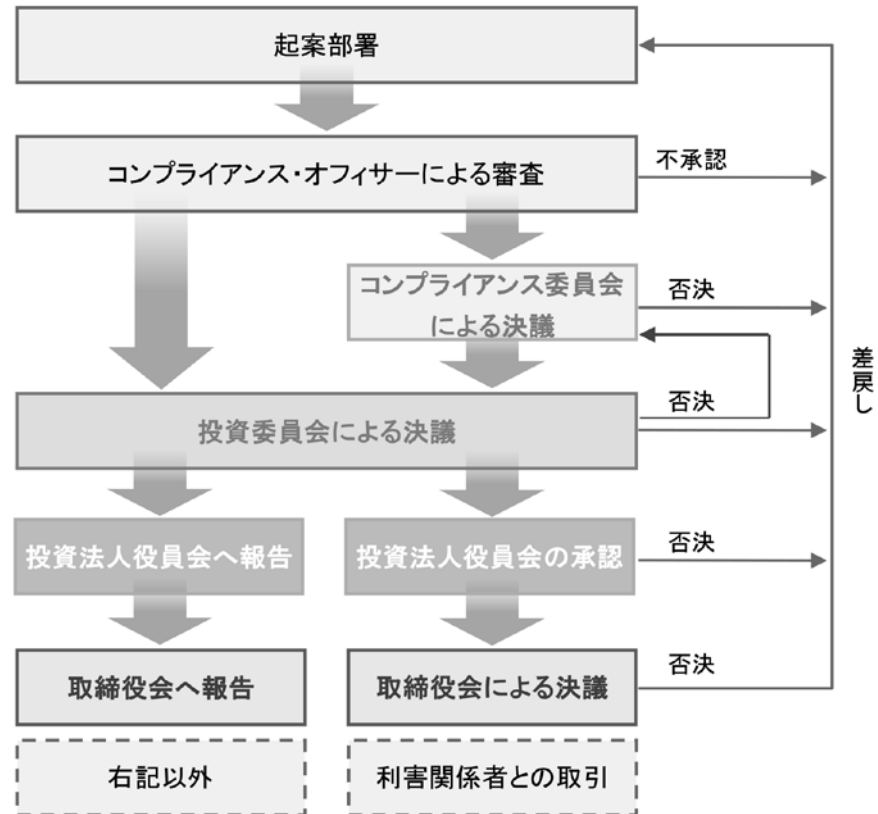 起案部署
コンプライアンス・オフィサーによる審査
不承認
コンプライアンス委員会
による決議
否決
差戻し
投資委員会による決議
否決
投資法人役員会へ報告
投資法人役員会の承認
否決
取締役会へ報告
取締役会による決議
否決
右記以外
利害関係者との取引